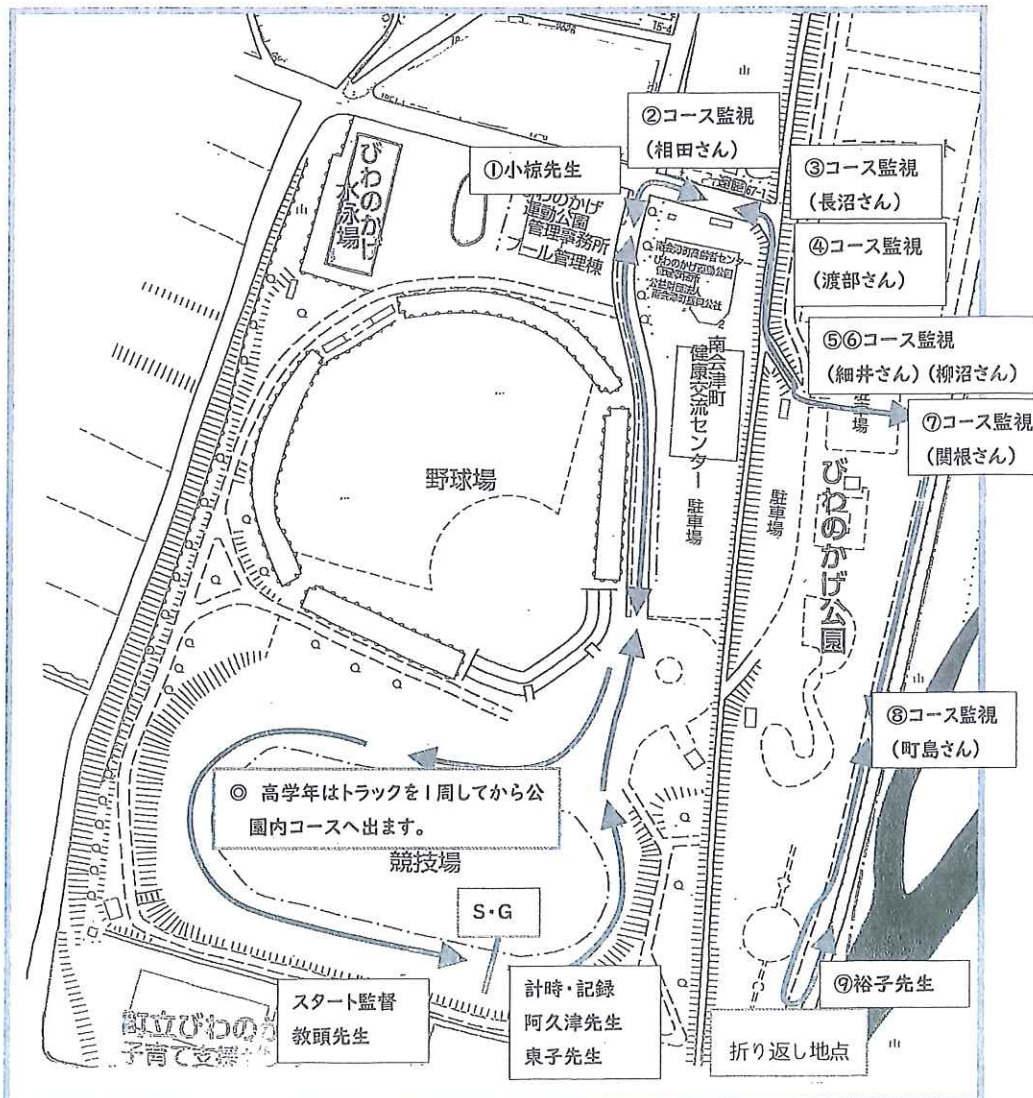 ②コース監視
(相田さん)
①小椋先生
③コース監視
(長沼さん)
④コース監視
(渡部さん)
⑤⑥コース監視
(細井さん)(柳沼さん)
⑦コース監視
(関根さん)
びわのかげ
水泳場
びわのかげ
運動公園
管理事務所
プール管理棟
南会津町
健康交流センター
駐車場
駐車場
野球場
びわのかげ公園
⑧コース監視
(町島さん)
◎ 高学年はトラックを1周してから公
園内コースへ出ます。
競技場
S・G
スタート監督
教頭先生
計時・記録
阿久津先生
東子先生
⑨裕子先生
折り返し地点
町立びわの
子育て支援